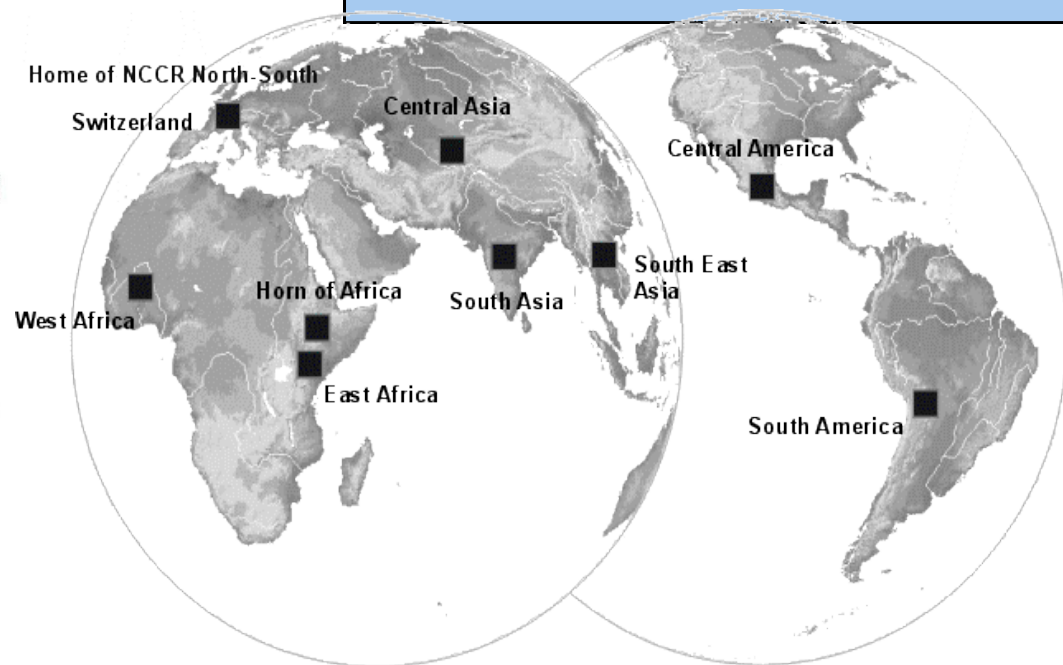 Home of NCCR North-South
Switzerland
Central Asia
Central America
South East
Asia
Horn of Africa
South Asia
West Africa
East Africa
South America